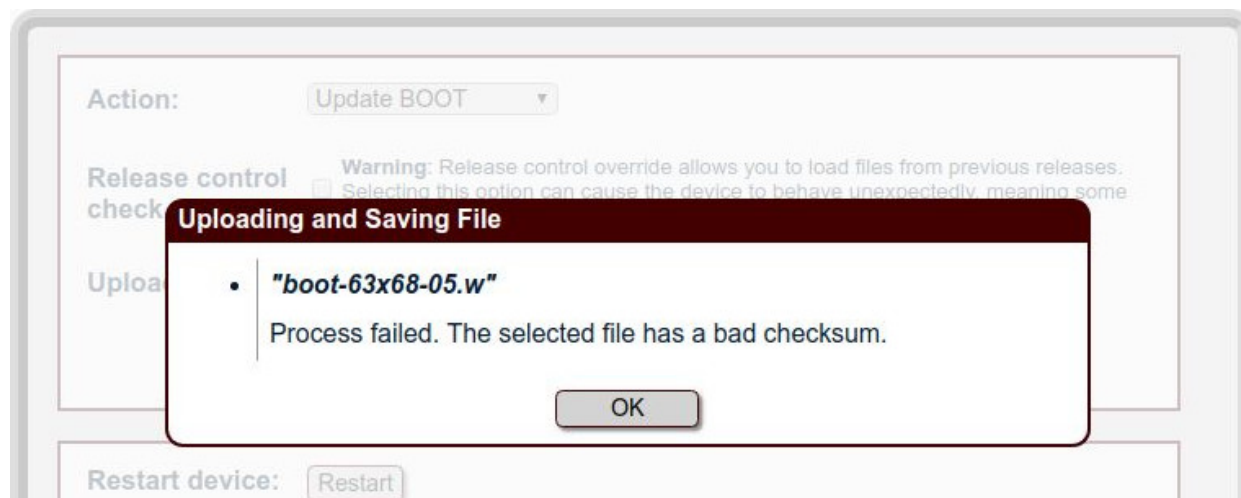 Action:
Update BOOT
Warning: Release control override allows you to load files from previous releases.
Release control
Selecting this option can cause the device to behave unexpectedly, meaning some
check
Uploading and Saving File
Uploa
• "boot-63x68-05.w"
Process failed. The selected file has a bad checksum.
OK
Restart device:
Restart